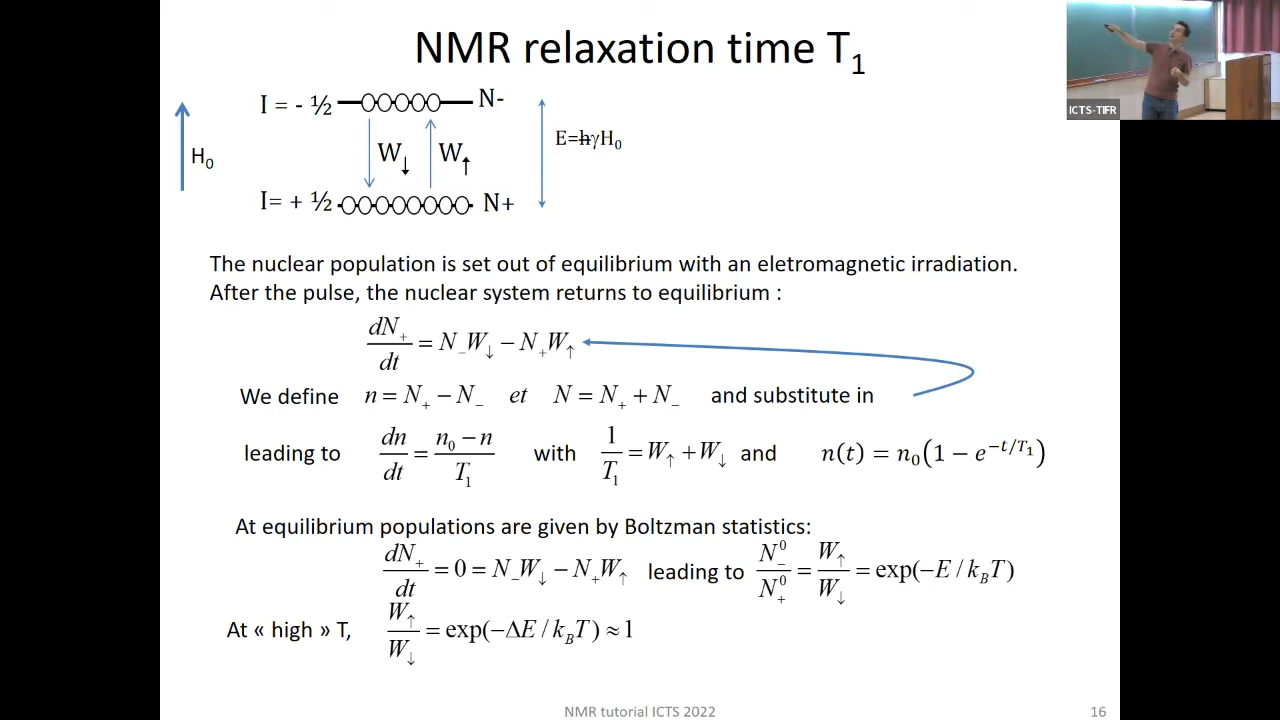 NMR relaxation time T₁
I = - ½ N-
W↓ W↑ E=ħγH₀
H₀
I= + ½ N+
The nuclear population is set out of equilibrium with an eletromagnetic irradiation.
After the pulse, the nuclear system returns to equilibrium :
dN₊/dt = N₋W↓ − N₊W↑
We define n = N₊ − N₋ et N = N₊ + N₋ and substitute in
leading to dn/dt = (n₀ − n)/T₁ with 1/T₁ = W↑ + W↓ and n(t) = n₀(1 − e^(−t/T₁))
At equilibrium populations are given by Boltzman statistics:
dN₊/dt = 0 = N₋W↓ − N₊W↑ leading to N₋⁰/N₊⁰ = W↑/W↓ = exp(−E / k_BT)
At « high » T, W↑/W↓ = exp(−ΔE / k_BT) ≈ 1
NMR tutorial ICTS 2022 16
ICTS-TIFR